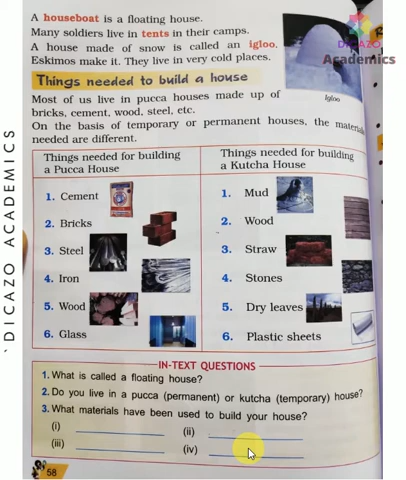 A houseboat is a floating house.
Many soldiers live in tents in their camps.
A house made of snow is called an igloo.
Eskimos make it. They live in very cold places.
DICAZO
Academics
Igloo
Things needed to build a house
Most of us live in pucca houses made up of
bricks, cement, wood, steel, etc.
On the basis of temporary or permanent houses, the materials
needed are different.
Things needed for building
a Pucca House
1. Cement
2. Bricks
3. Steel
4. Iron
5. Wood
6. Glass
Things needed for building
a Kutcha House
1. Mud
2. Wood
3. Straw
4. Stones
5. Dry leaves
6. Plastic sheets
IN-TEXT QUESTIONS
1. What is called a floating house?
2. Do you live in a pucca (permanent) or kutcha (temporary) house?
3. What materials have been used to build your house?
(i) (ii)
(iii) (iv)
58
DICAZO ACADEMICS